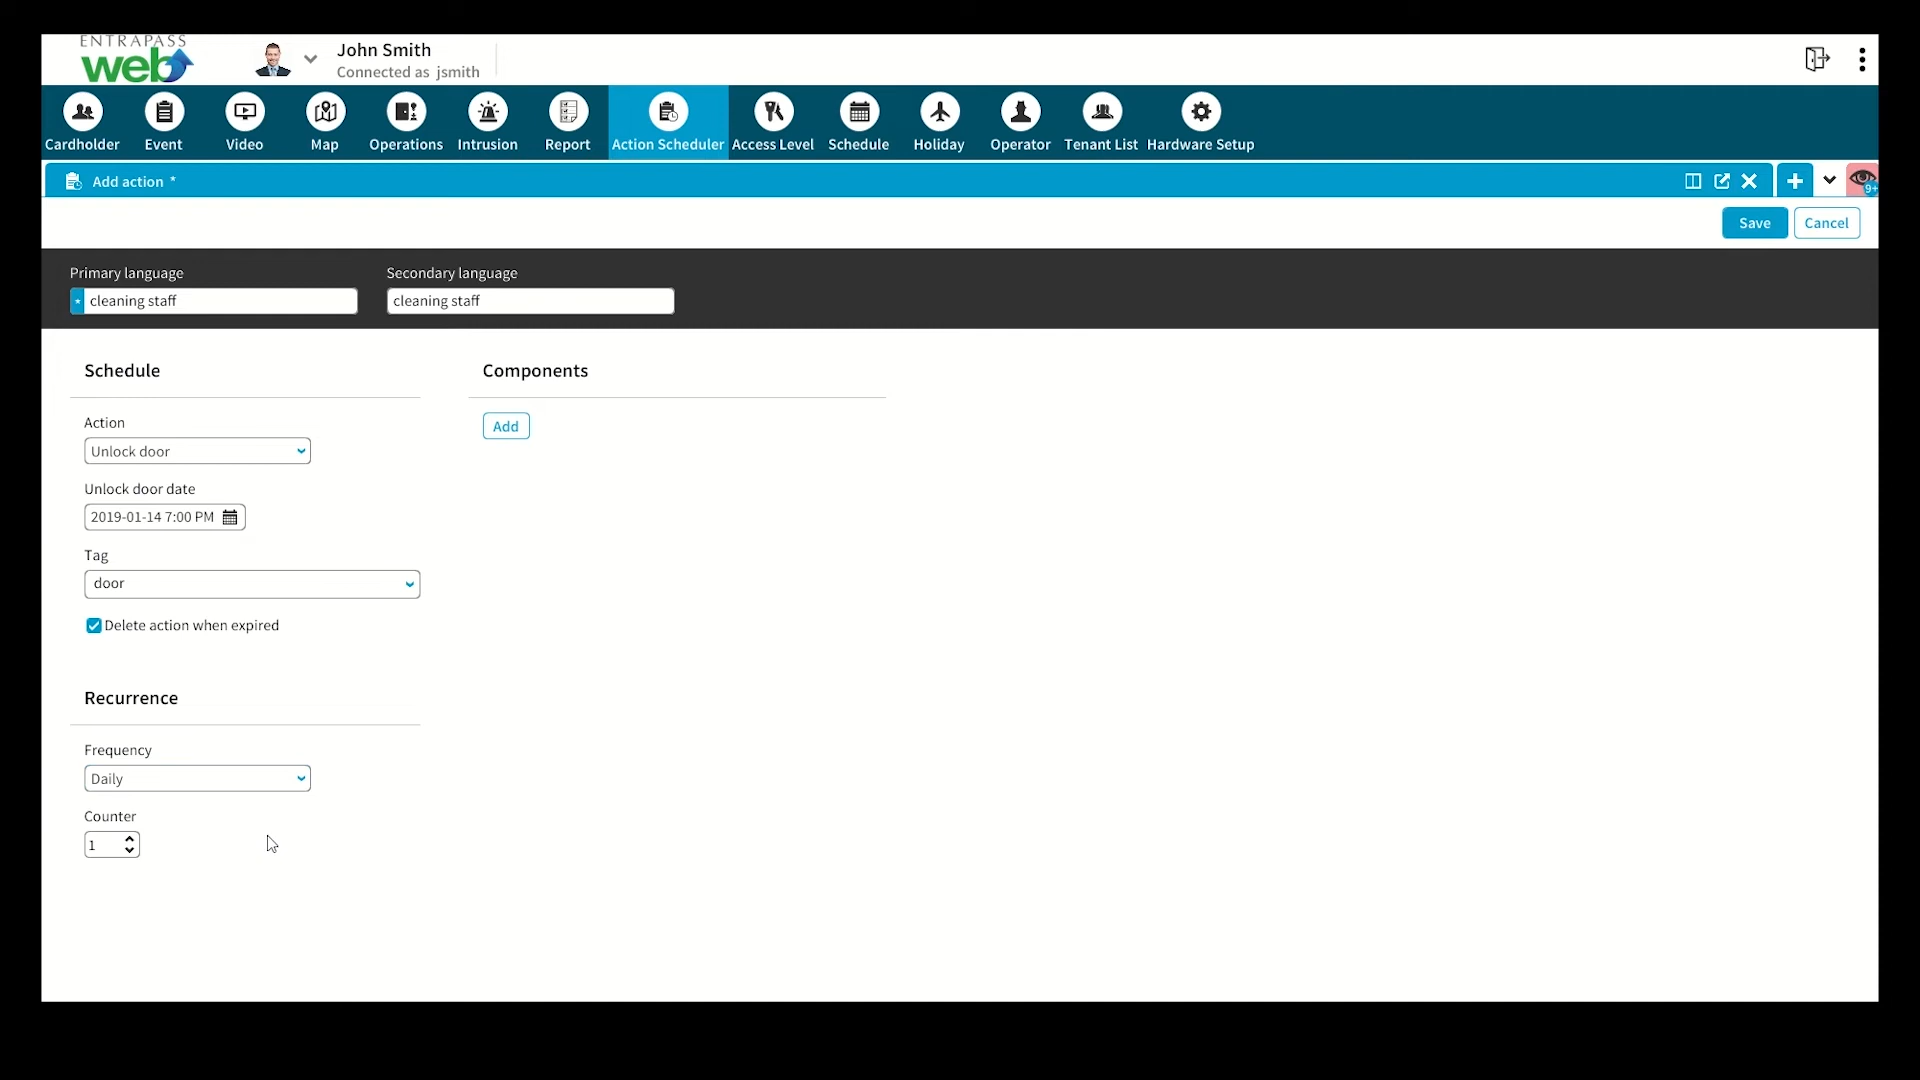 ENTRAPASS
web
John Smith
Connected as jsmith
Cardholder Event Video Map Operations Intrusion Report Action Scheduler Access Level Schedule Holiday Operator Tenant List Hardware Setup
Add action *
9+
Save Cancel
Primary language Secondary language
* cleaning staff cleaning staff
Schedule Components
Action
Add
Unlock door
Unlock door date
2019-01-14 7:00 PM
Tag
door
Delete action when expired
Recurrence
Frequency
Daily
Counter
1